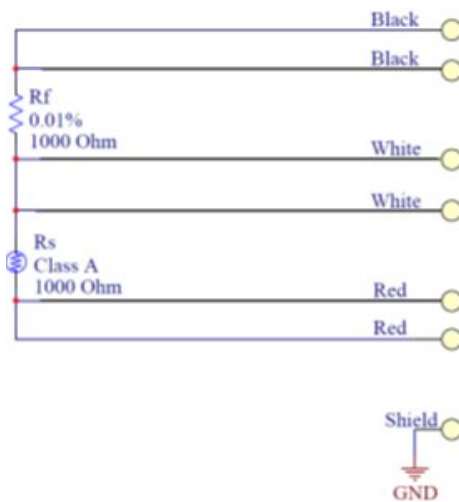 Black
Black
Rf
0.01%
1000 Ohm
White
White
Rs
Class A
1000 Ohm
Red
Red
Shield
GND